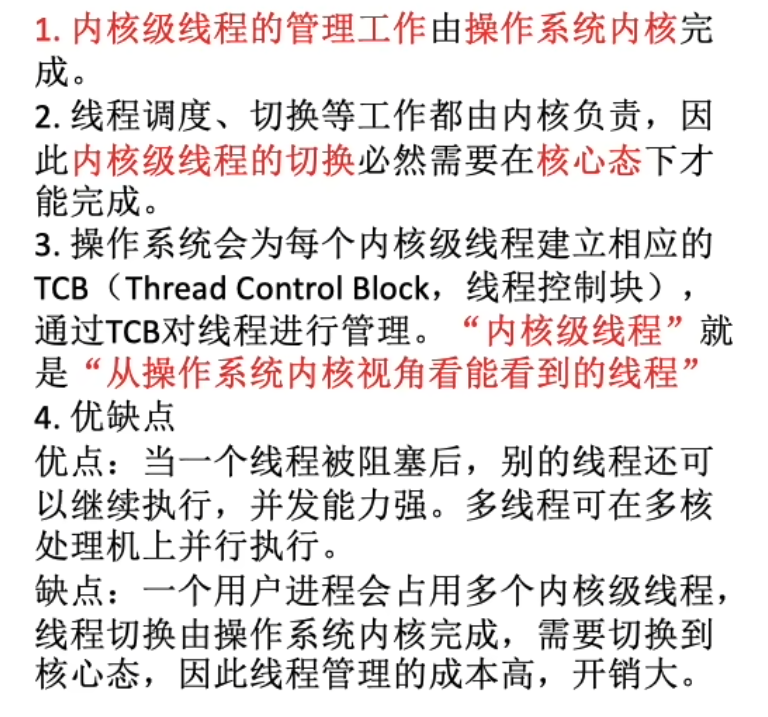 1. 内核级线程的管理工作由操作系统内核完
成。
2. 线程调度、切换等工作都由内核负责，因
此内核级线程的切换必然需要在核心态下才
能完成。
3. 操作系统会为每个内核级线程建立相应的
TCB（Thread Control Block，线程控制块），
通过TCB对线程进行管理。“内核级线程”就
是“从操作系统内核视角看能看到的线程”
4. 优缺点
优点：当一个线程被阻塞后，别的线程还可
以继续执行，并发能力强。多线程可在多核
处理机上并行执行。
缺点：一个用户进程会占用多个内核级线程，
线程切换由操作系统内核完成，需要切换到
核心态，因此线程管理的成本高，开销大。